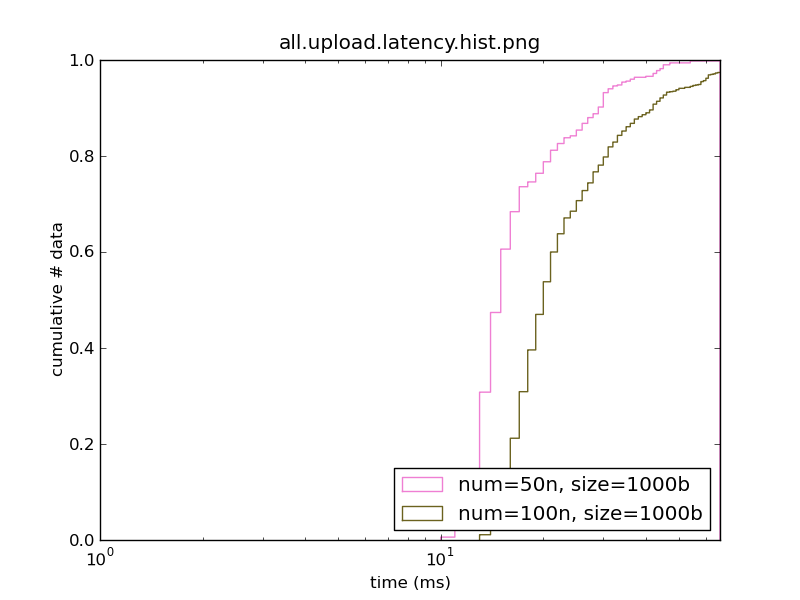 all.upload.latency.hist.png
1.0
0.8
0.6
0.4
0.2
0.0
cumulative # data
num=50n, size=1000b
num=100n, size=1000b
10⁰
10¹
time (ms)